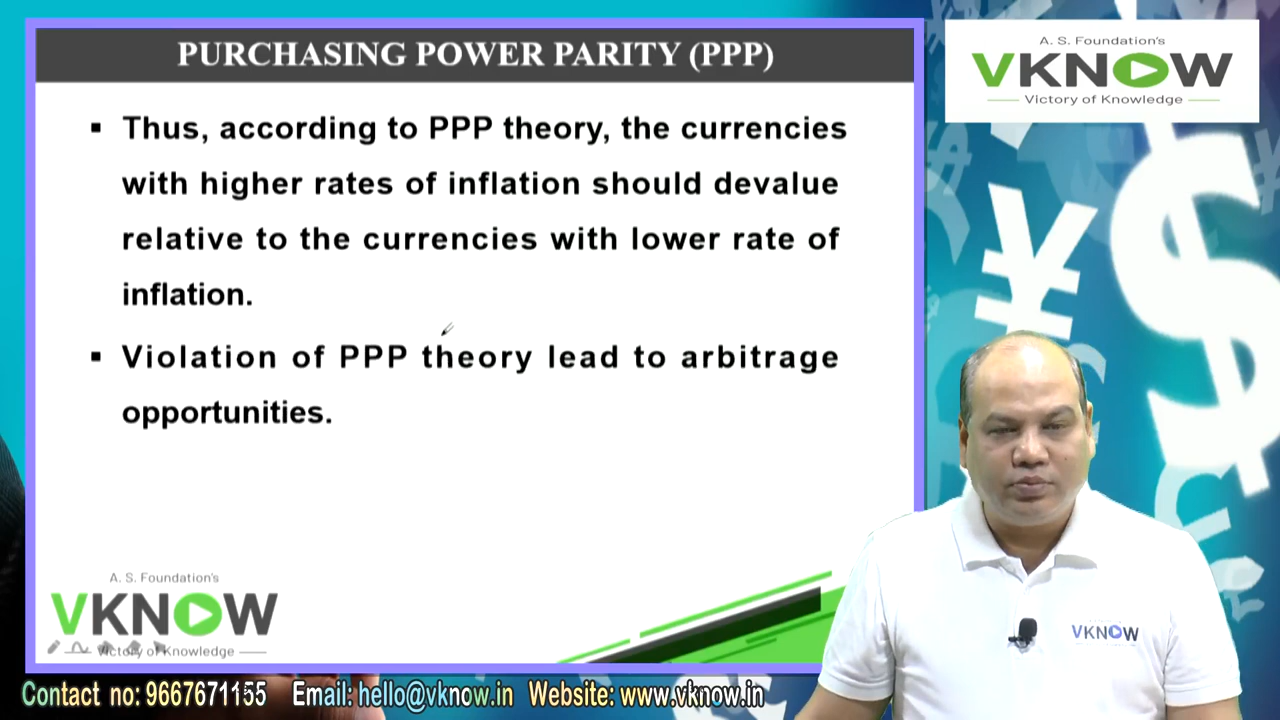 PURCHASING POWER PARITY (PPP)
▪ Thus, according to PPP theory, the currencies
with higher rates of inflation should devalue
relative to the currencies with lower rate of
inflation.
▪ Violation of PPP theory lead to arbitrage
opportunities.
A. S. Foundation's
VKNOW
Victory of Knowledge
A. S. Foundation's
VKNOW
Victory of Knowledge
VKNOW
Contact no: 9667671155 Email: hello@vknow.in Website: www.vknow.in